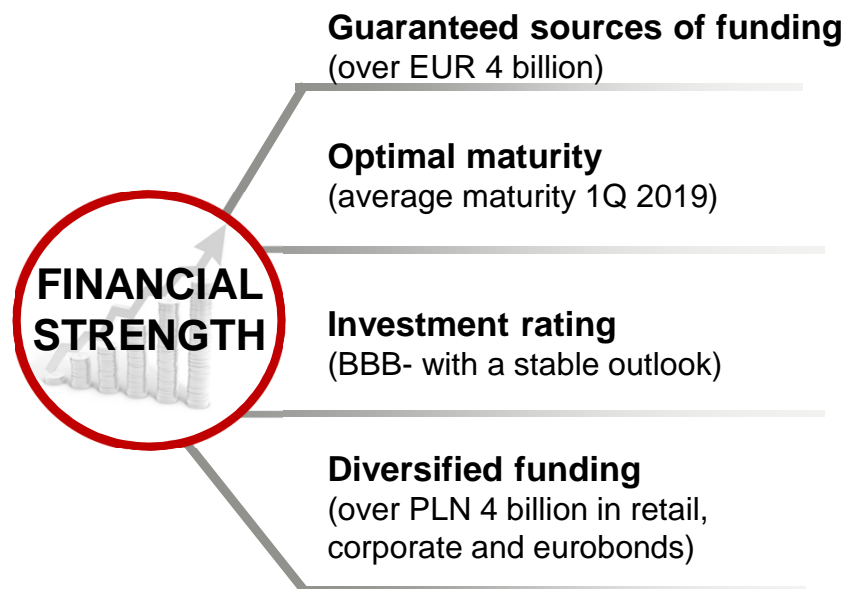 Guaranteed sources of funding
(over EUR 4 billion)
Optimal maturity
(average maturity 1Q 2019)
FINANCIAL
STRENGTH
Investment rating
(BBB- with a stable outlook)
Diversified funding
(over PLN 4 billion in retail,
corporate and eurobonds)